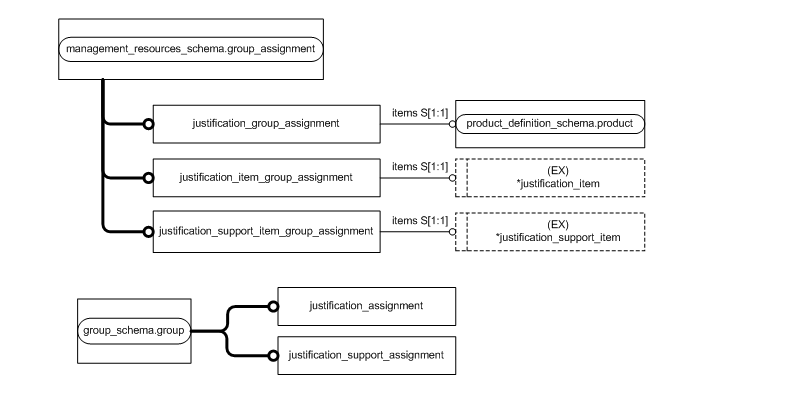 management_resources_schema.group_assignment
justification_group_assignment
items S[1:1]
product_definition_schema.product
justification_item_group_assignment
items S[1:1]
(EX)
*justification_item
justification_support_item_group_assignment
items S[1:1]
(EX)
*justification_support_item
group_schema.group
justification_assignment
justification_support_assignment